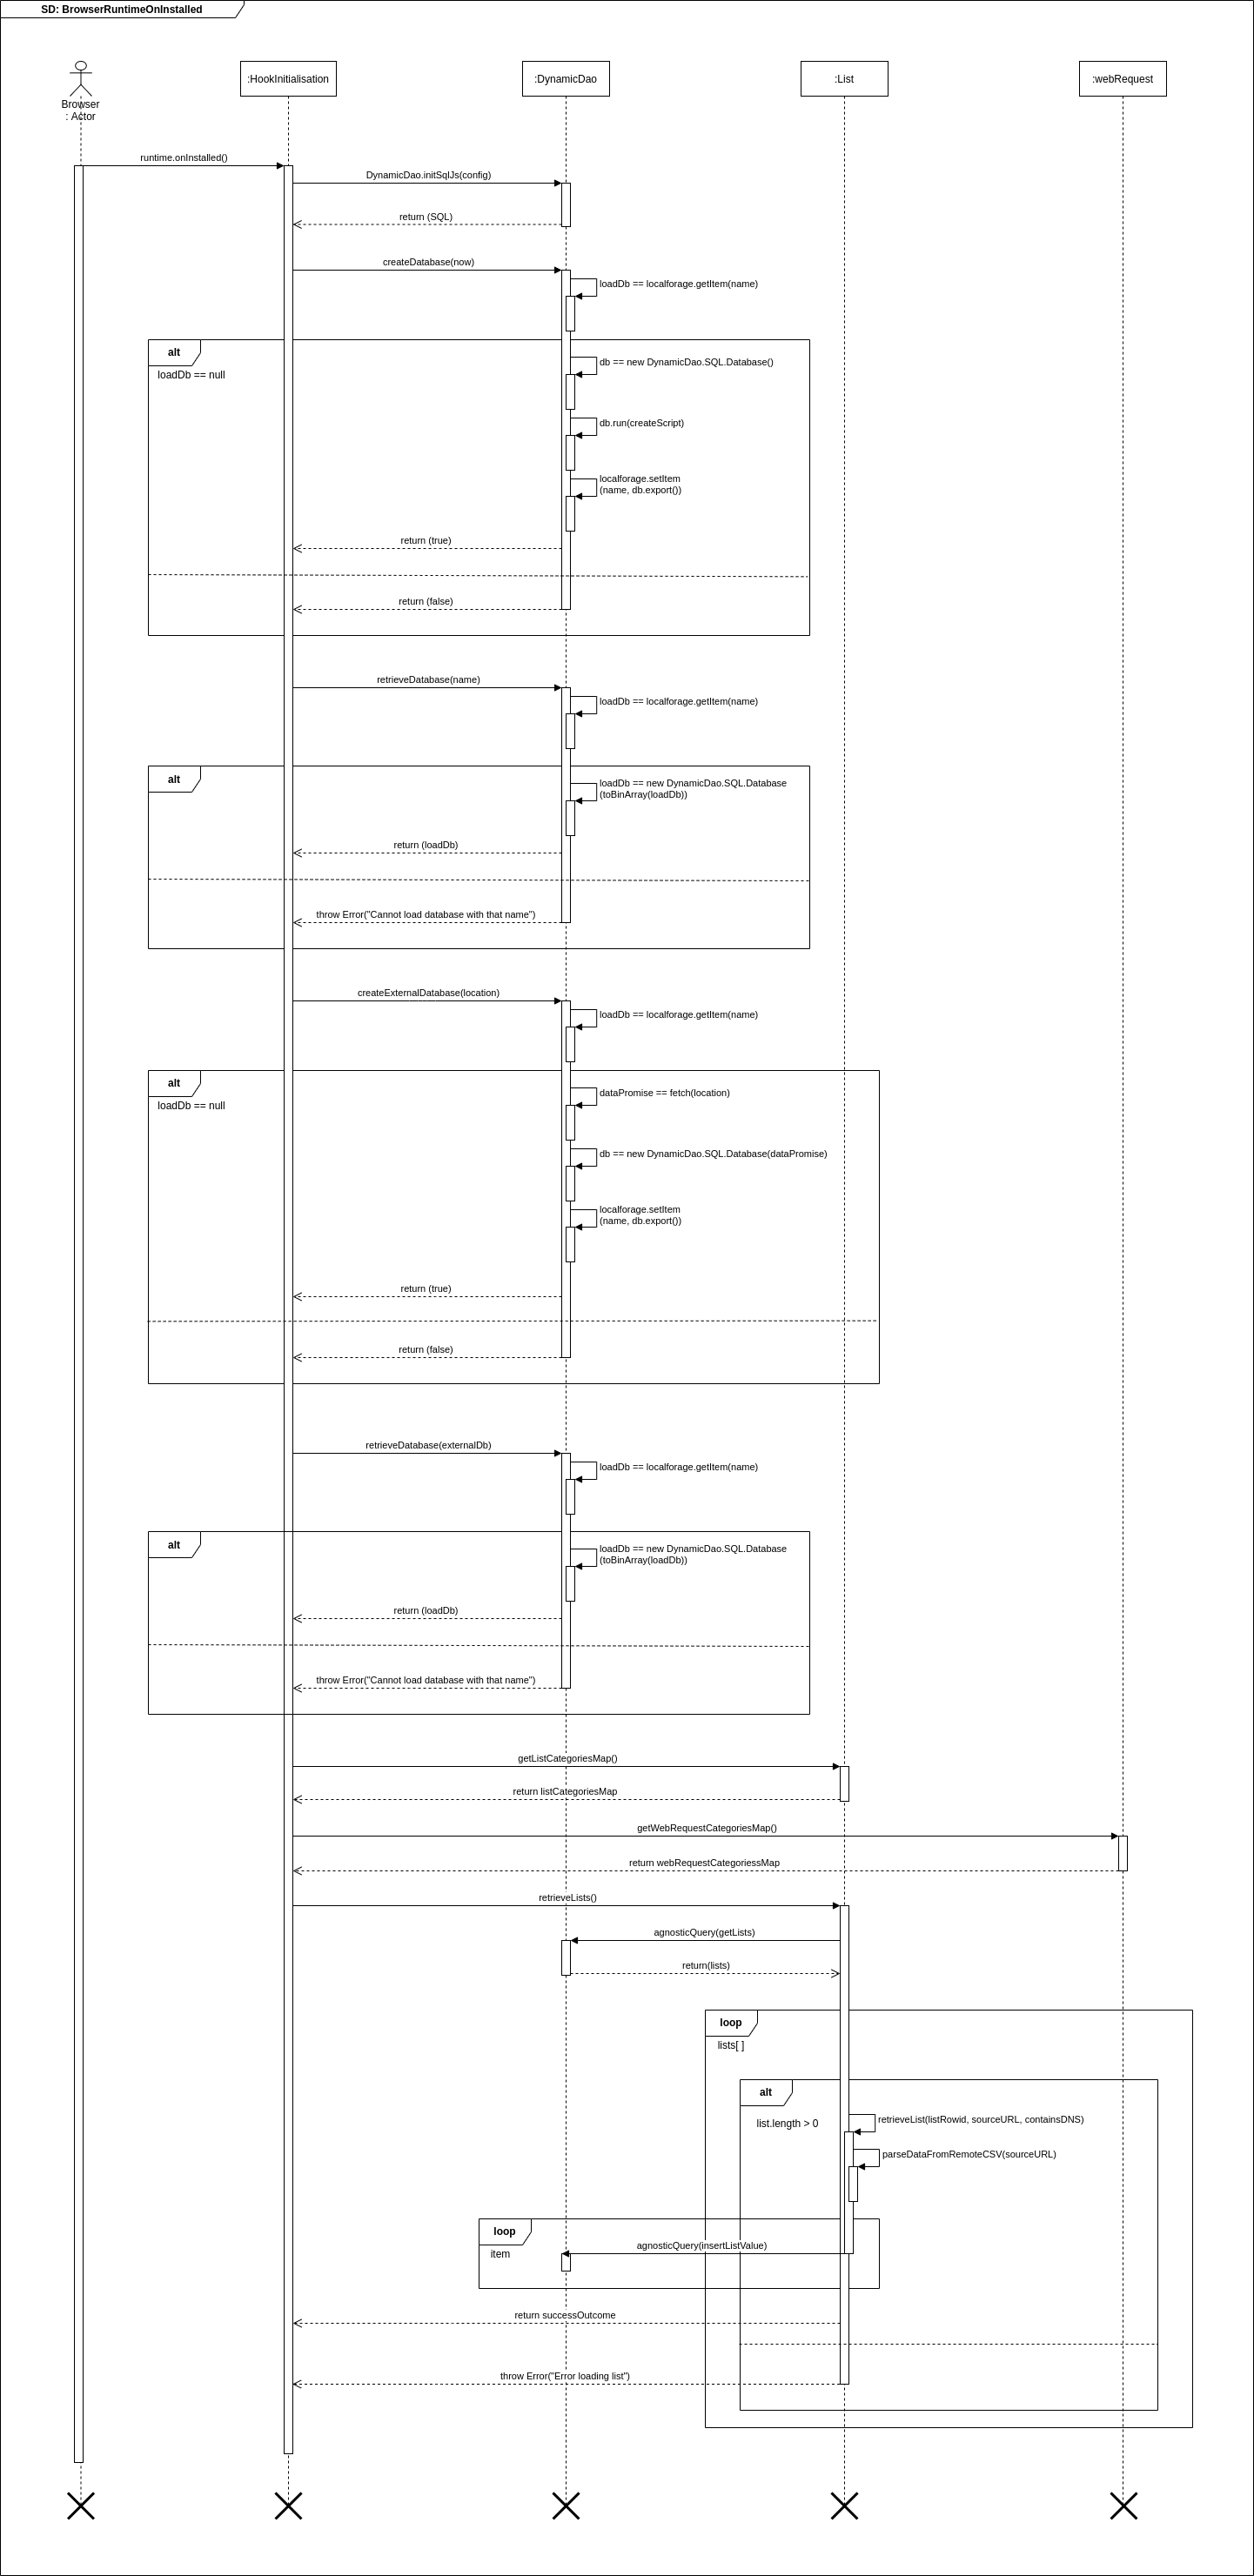 SD: BrowserRuntimeOnInstalled
Browser
: Actor
:HookInitialisation
:DynamicDao
:List
:webRequest
runtime.onInstalled()
DynamicDao.initSqlJs(config)
return (SQL)
createDatabase(now)
loadDb == localforage.getItem(name)
alt
loadDb == null
db == new DynamicDao.SQL.Database()
db.run(createScript)
localforage.setItem
(name, db.export())
return (true)
return (false)
retrieveDatabase(name)
loadDb == localforage.getItem(name)
alt
loadDb == new DynamicDao.SQL.Database
(toBinArray(loadDb))
return (loadDb)
throw Error("Cannot load database with that name")
createExternalDatabase(location)
loadDb == localforage.getItem(name)
alt
loadDb == null
dataPromise == fetch(location)
db == new DynamicDao.SQL.Database(dataPromise)
localforage.setItem
(name, db.export())
return (true)
return (false)
retrieveDatabase(externalDb)
loadDb == localforage.getItem(name)
alt
loadDb == new DynamicDao.SQL.Database
(toBinArray(loadDb))
return (loadDb)
throw Error("Cannot load database with that name")
getListCategoriesMap()
return listCategoriesMap
getWebRequestCategoriesMap()
return webRequestCategoriessMap
retrieveLists()
agnosticQuery(getLists)
return(lists)
loop
lists[ ]
alt
list.length > 0
retrieveList(listRowid, sourceURL, containsDNS)
parseDataFromRemoteCSV(sourceURL)
loop
item
agnosticQuery(insertListValue)
return successOutcome
throw Error("Error loading list")